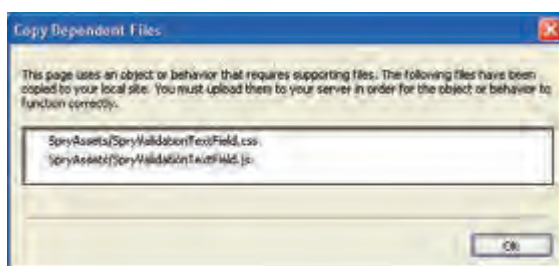 Copy Dependent Files
This page uses an object or behavior that requires supporting files. The following files have been
copied to your local site. You must upload them to your server in order for the object or behavior to
function correctly.
SpryAssets/SpryValidationTextField.css
SpryAssets/SpryValidationTextField.js
OK